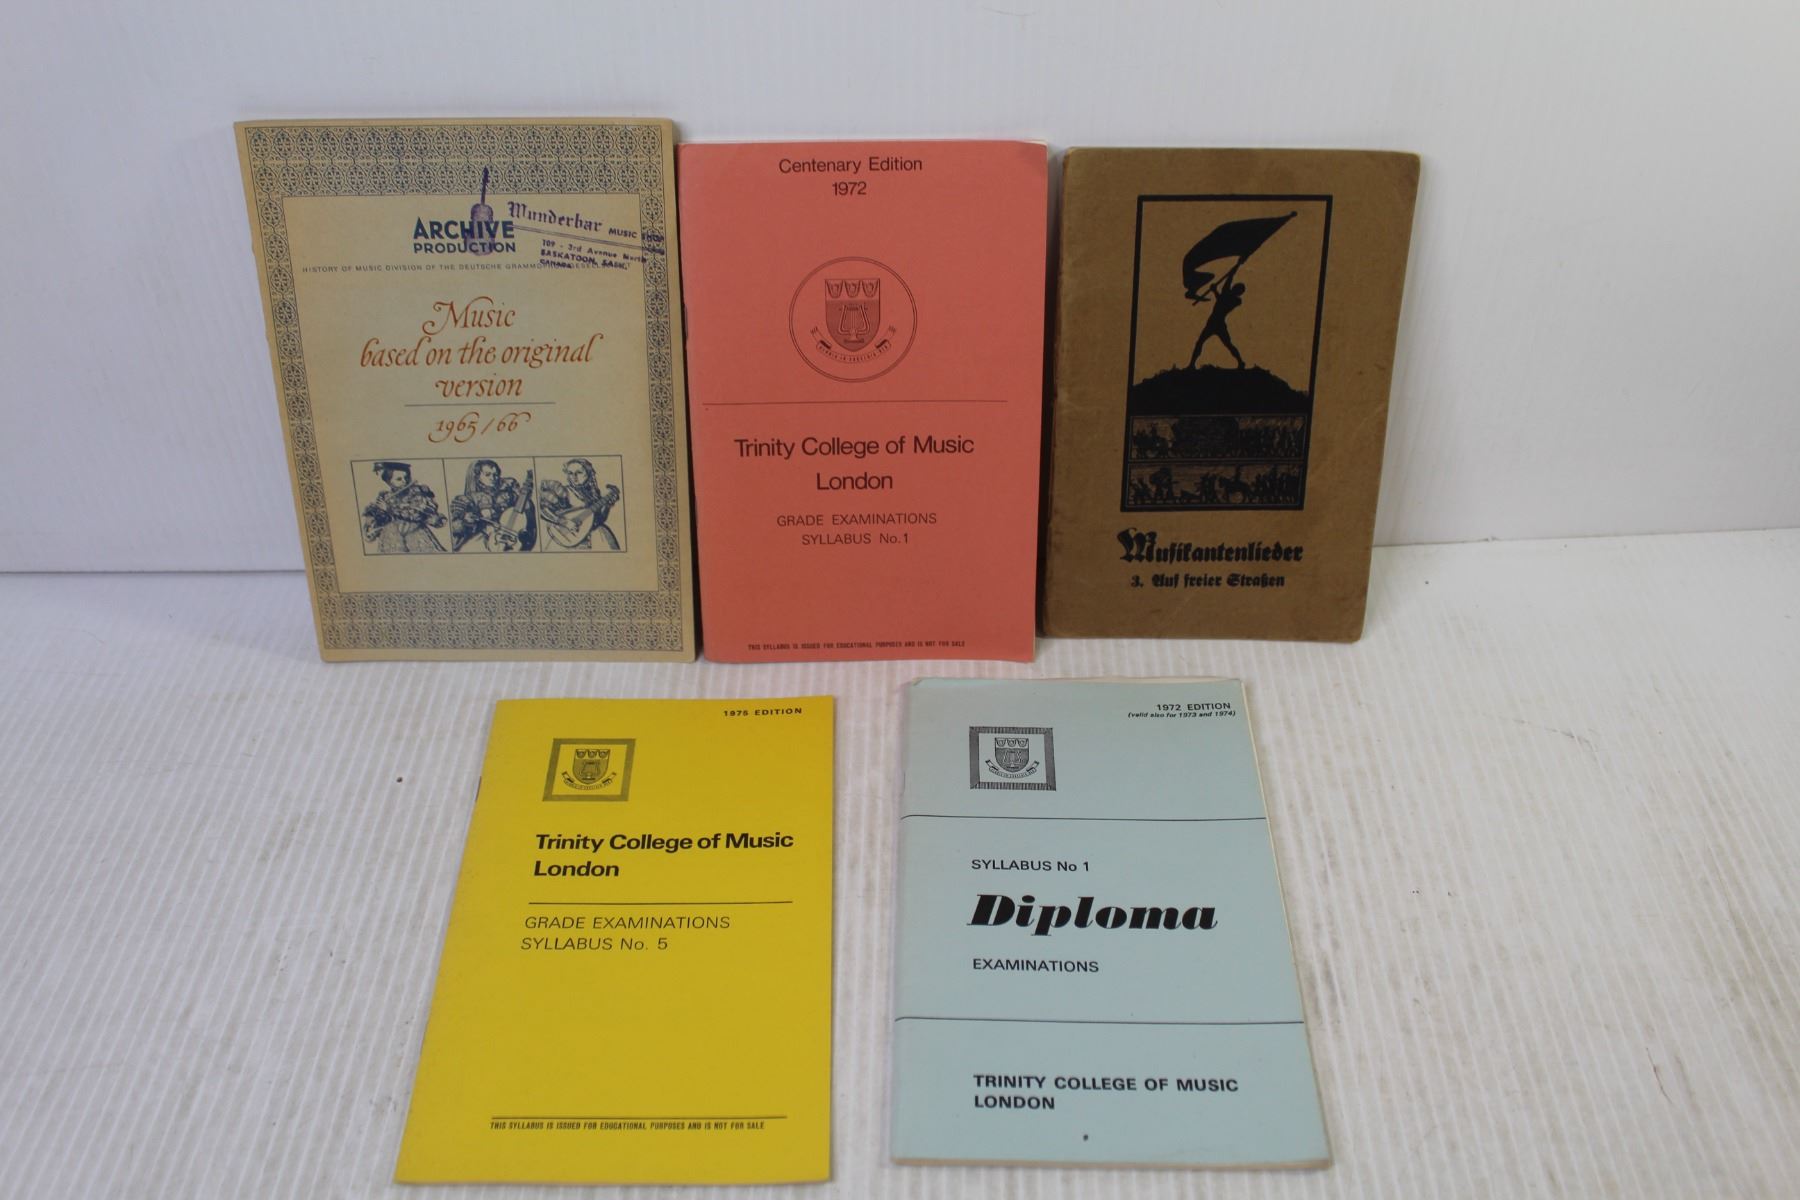 ARCHIVE
PRODUCTION
Wunderbar MUSIC SHOP
109 - 3rd Avenue North
SASKATOON, SASK.
CANADA
HISTORY OF MUSIC DIVISION OF THE DEUTSCHE GRAMMOPHON GESELLSCHAFT
Music
based on the original
version
1965/66
Centenary Edition
1972
Trinity College of Music
London
GRADE EXAMINATIONS
SYLLABUS No. 1
THIS SYLLABUS IS ISSUED FOR EDUCATIONAL PURPOSES AND IS NOT FOR SALE
Musikantenlieder
3. Auf freier Straßen
1975 EDITION
Trinity College of Music
London
GRADE EXAMINATIONS
SYLLABUS No. 5
THIS SYLLABUS IS ISSUED FOR EDUCATIONAL PURPOSES AND IS NOT FOR SALE
1972 EDITION
(valid also for 1973 and 1974)
SYLLABUS No 1
Diploma
EXAMINATIONS
TRINITY COLLEGE OF MUSIC
LONDON